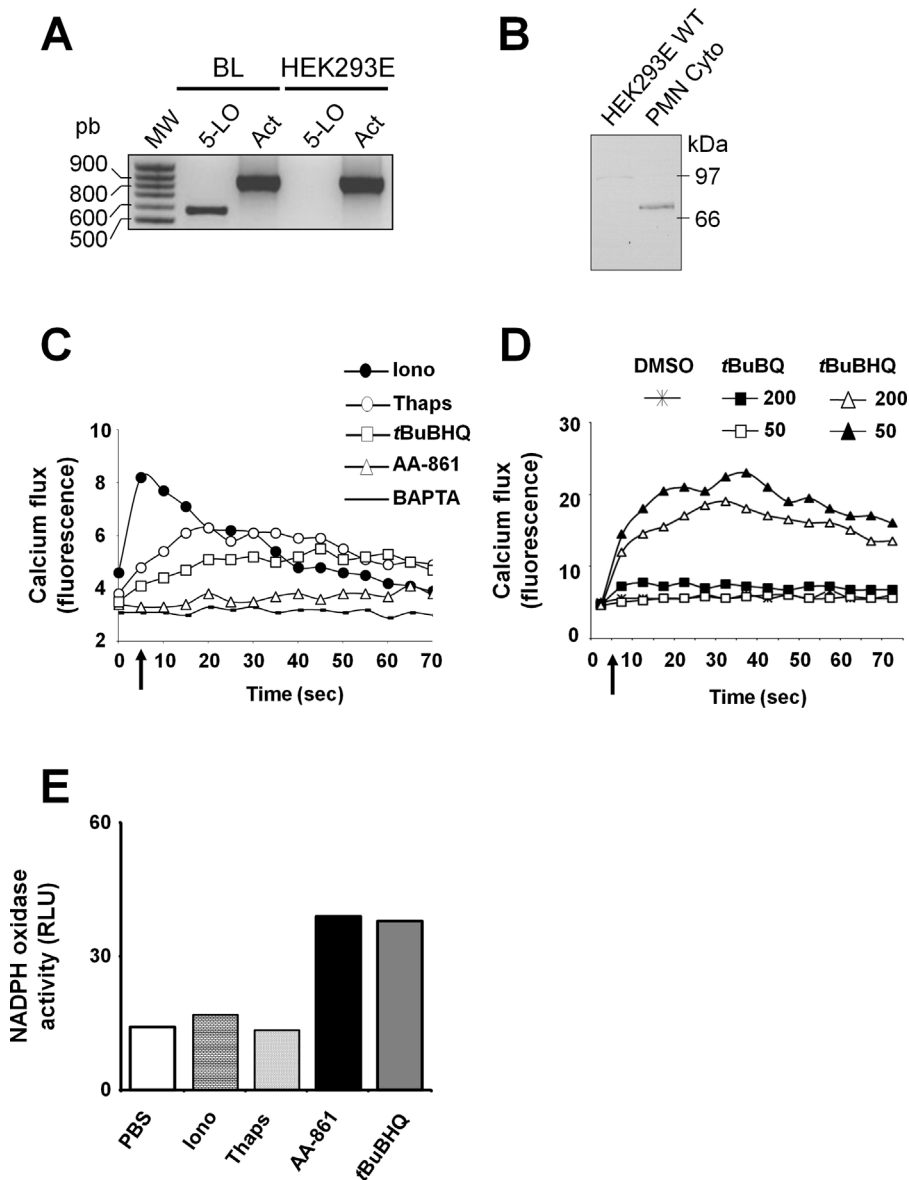 A
BL HEK293E
pb MW 5-LO Act 5-LO Act
900
800
600
500
B
HEK293E WT
PMN Cyto
kDa
97
66
C
Iono
Thaps
tBuBHQ
AA-861
BAPTA
Calcium flux
(fluorescence)
10
8
6
4
2
0 10 20 30 40 50 60 70
Time (sec)
D
DMSO tBuBQ tBuBHQ
200 200
50 50
Calcium flux
(fluorescence)
30
20
10
0
0 10 20 30 40 50 60 70
Time (sec)
E
NADPH oxidase
activity (RLU)
60
30
0
PBS
Iono
Thaps
AA-861
tBuBHQ